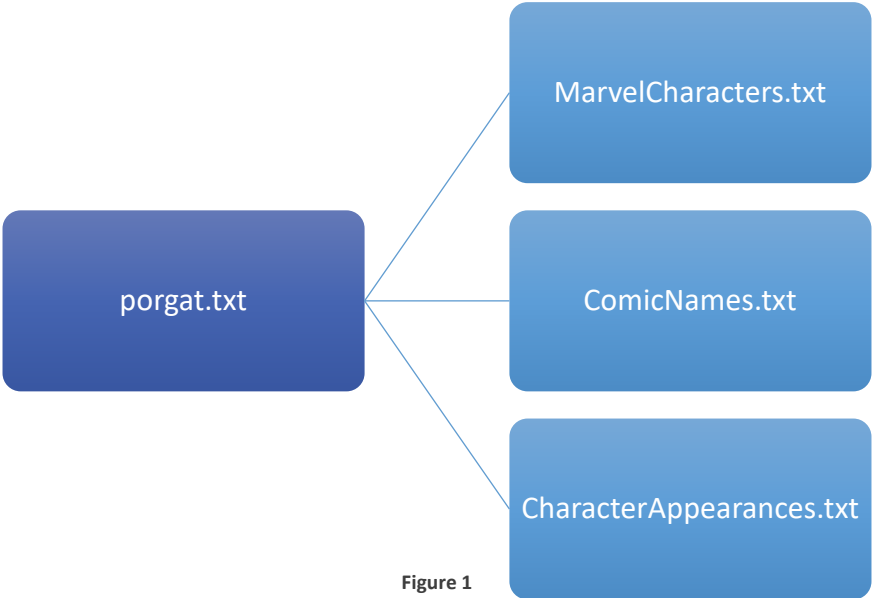 MarvelCharacters.txt
porgat.txt
ComicNames.txt
CharacterAppearances.txt
Figure 1